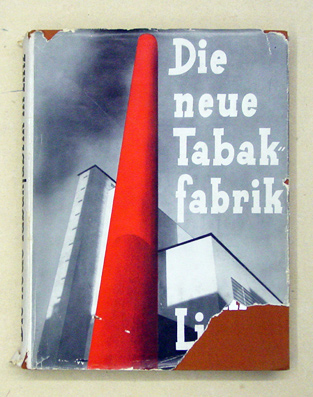 Die
neue
Tabak=
fabrik